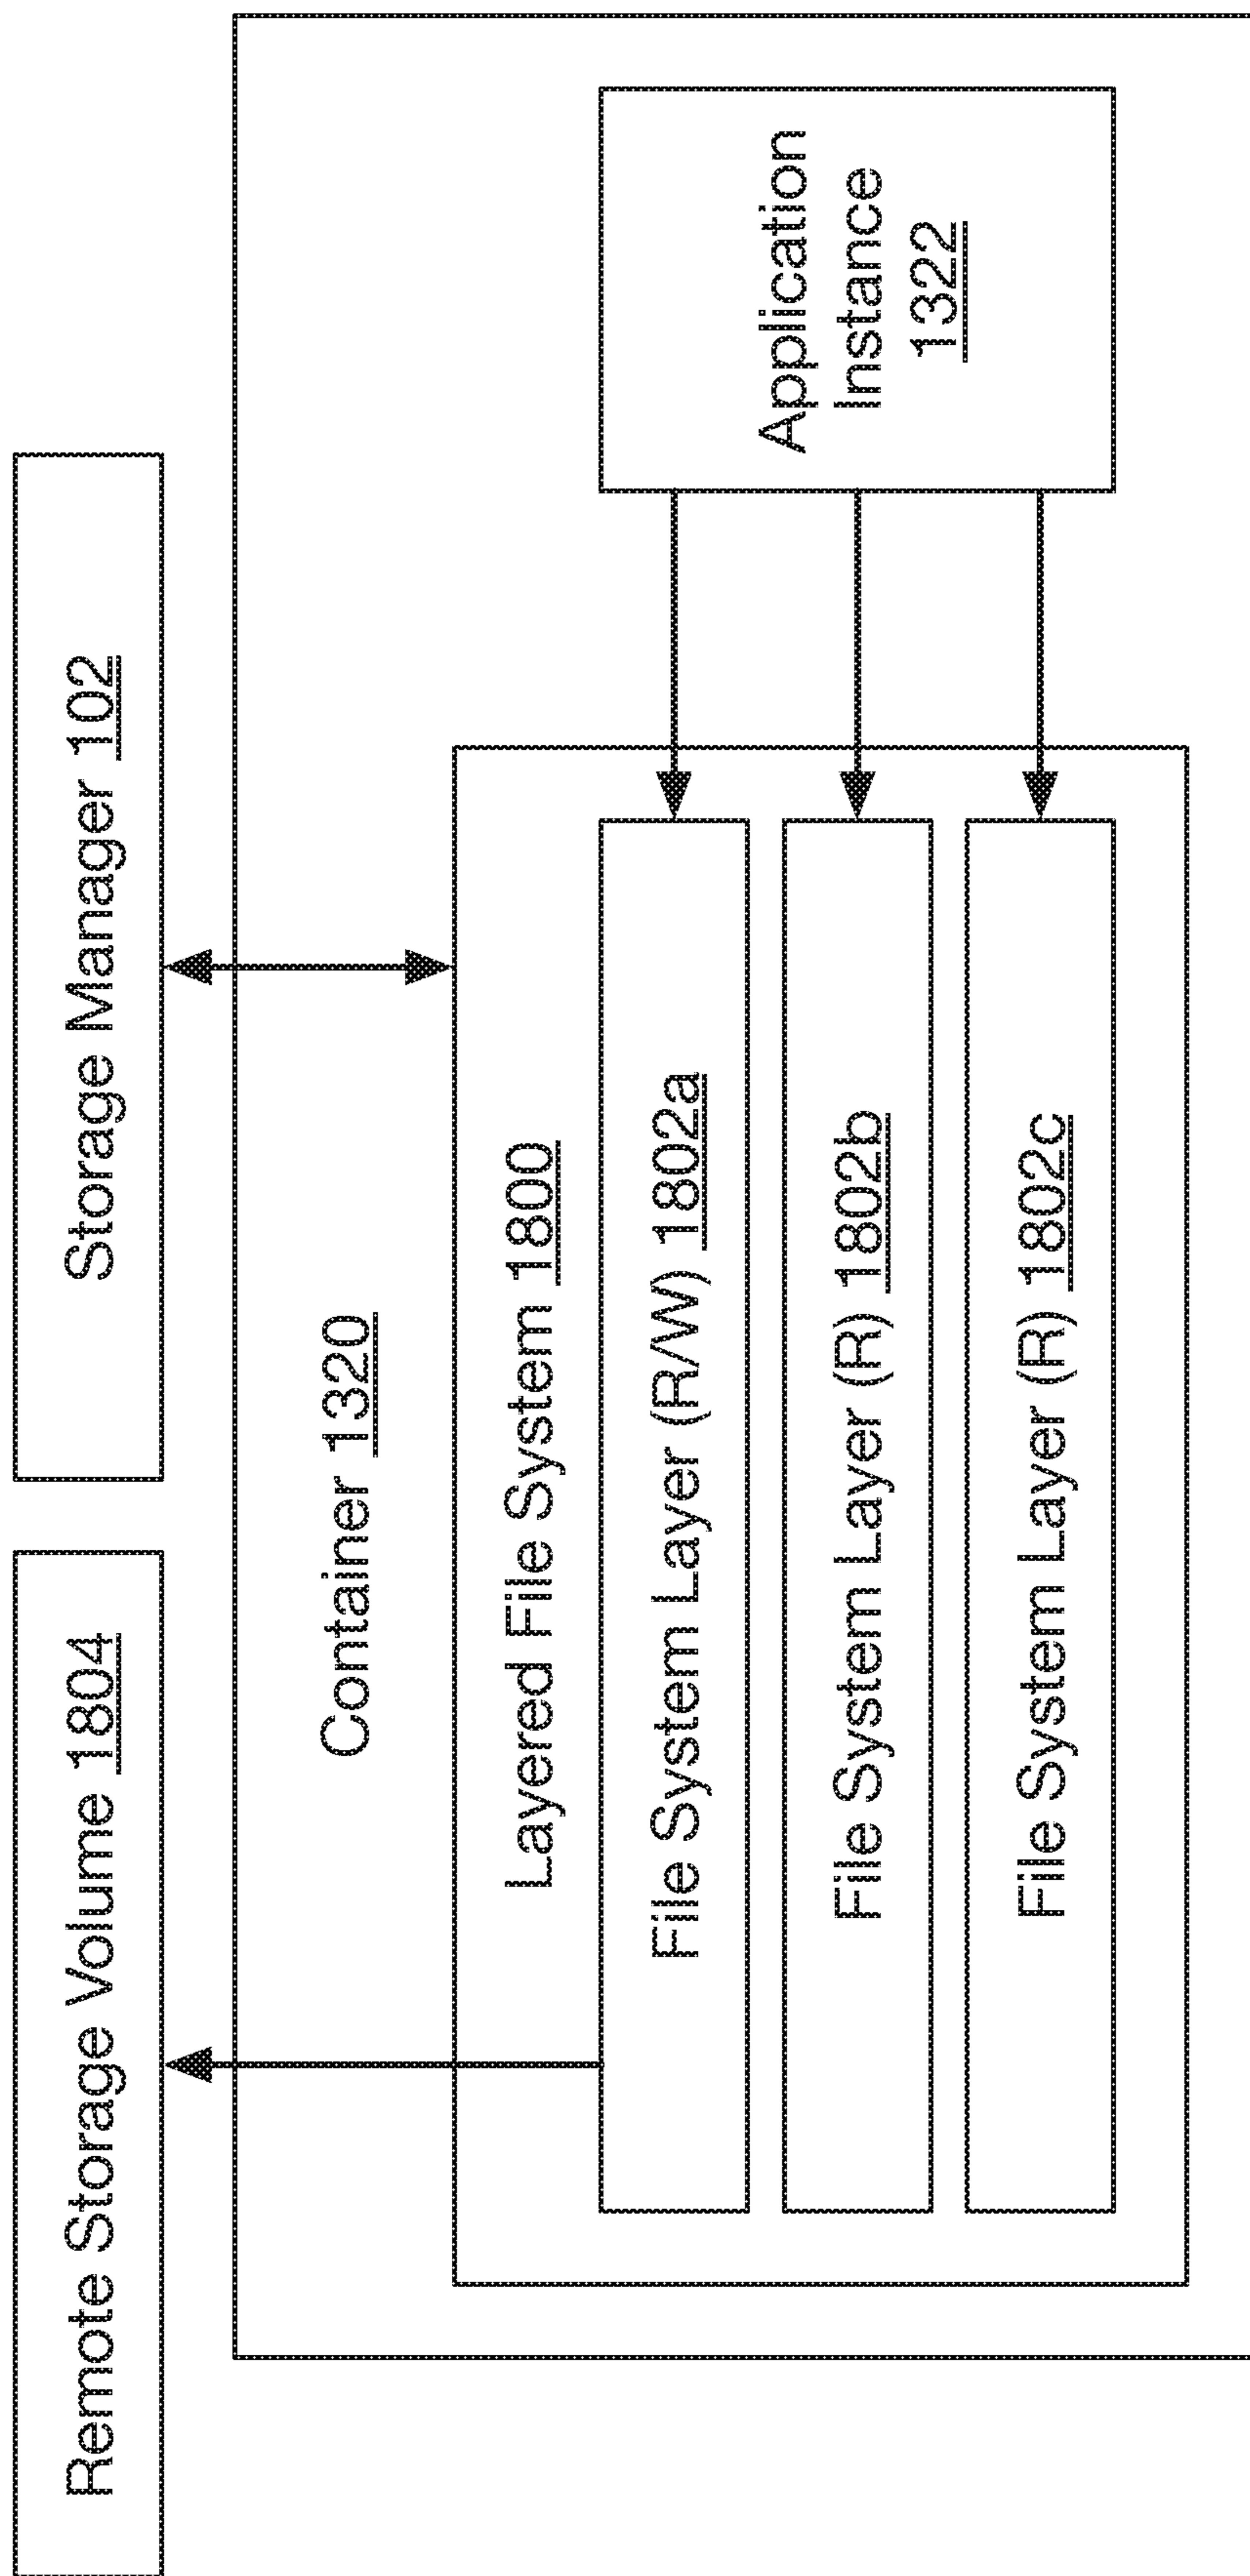 Remote Storage Volume 1804
Storage Manager 102
Container 1320
Layered File System 1800
File System Layer (R/W) 1802a
File System Layer (R) 1802b
File System Layer (R) 1802c
Application
Instance
1322